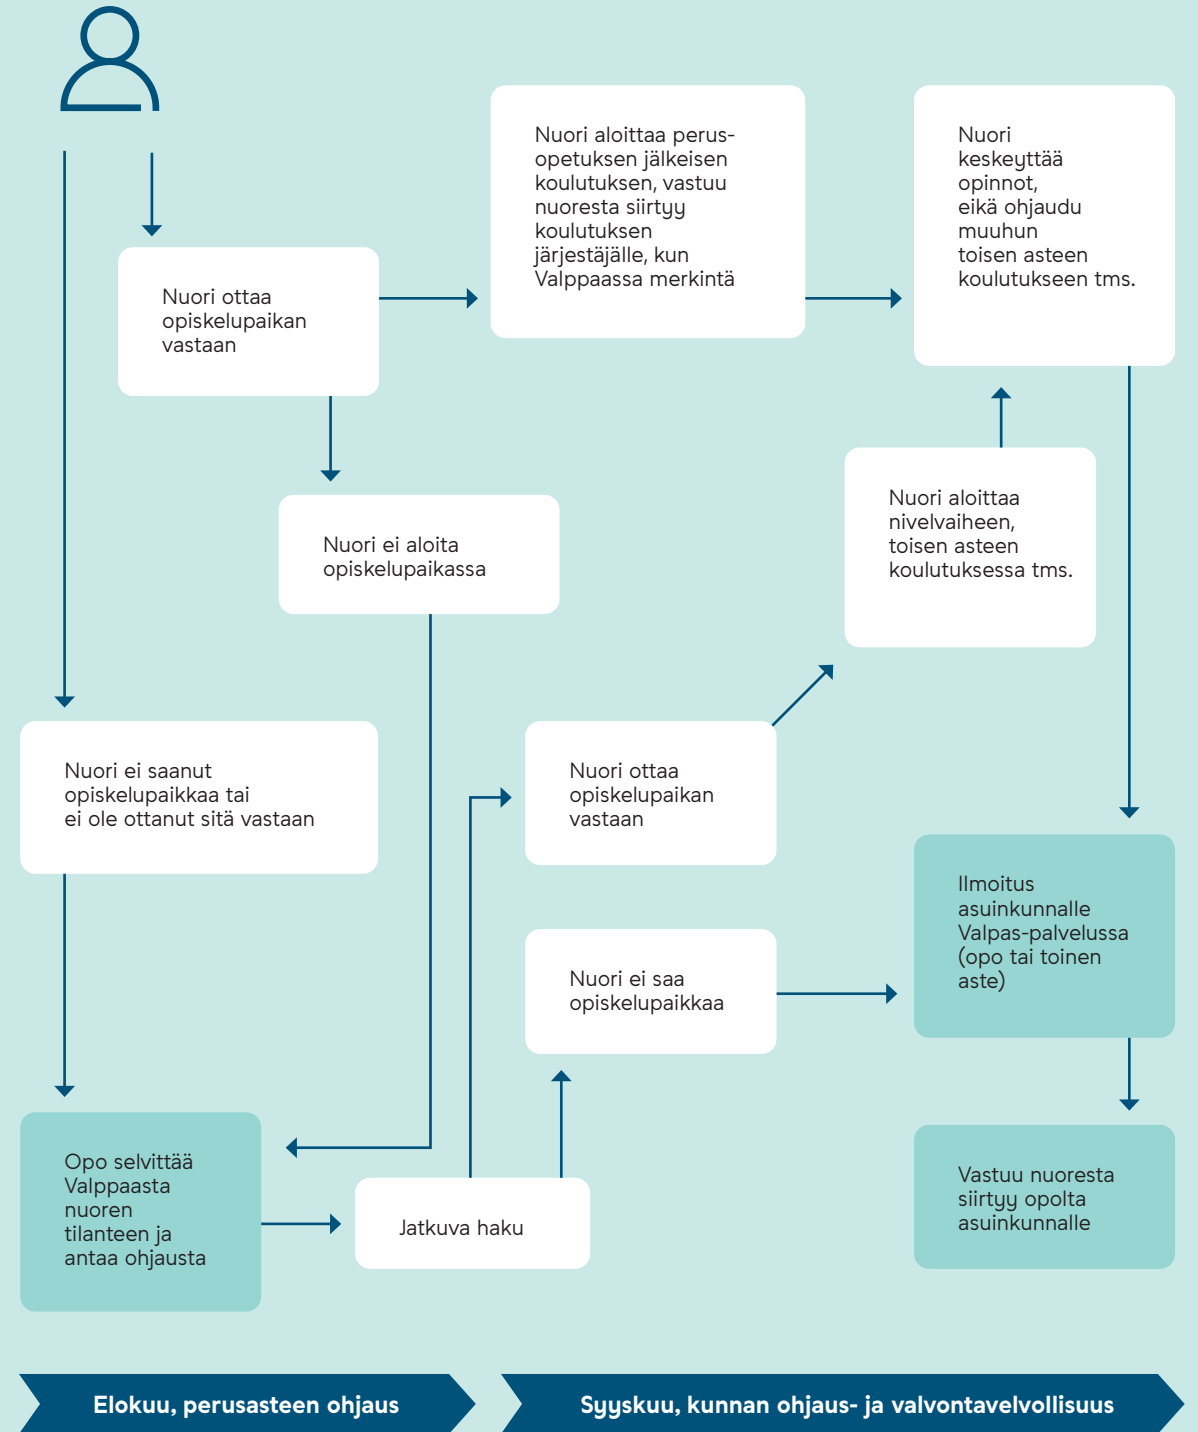 Nuori aloittaa perus-
opetuksen jälkeisen
koulutuksen, vastuu
nuoresta siirtyy
koulutuksen
järjestäjälle, kun
Valppaassa merkintä
Nuori
keskeyttää
opinnot,
eikä ohjaudu
muuhun
toisen asteen
koulutukseen tms.
Nuori ottaa
opiskelupaikan
vastaan
Nuori ei aloita
opiskelupaikassa
Nuori aloittaa
nivelvaiheen,
toisen asteen
koulutuksessa tms.
Nuori ei saanut
opiskelupaikkaa tai
ei ole ottanut sitä vastaan
Nuori ottaa
opiskelupaikan
vastaan
Ilmoitus
asuinkunnalle
Valpas-palvelussa
(opo tai toinen
aste)
Nuori ei saa
opiskelupaikkaa
Opo selvittää
Valppaasta
nuoren
tilanteen ja
antaa ohjausta
Jatkuva haku
Vastuu nuoresta
siirtyy opolta
asuinkunnalle
Elokuu, perusasteen ohjaus
Syyskuu, kunnan ohjaus- ja valvontavelvollisuus